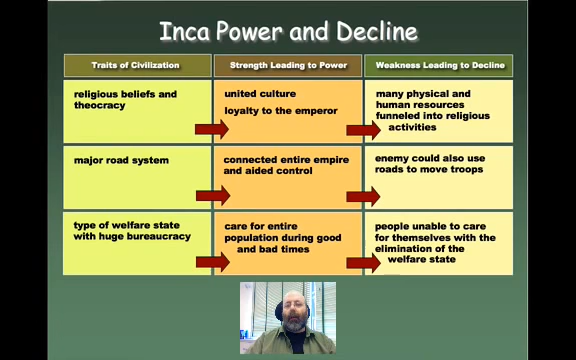 Inca Power and Decline
Traits of Civilization
Strength Leading to Power
Weakness Leading to Decline
religious beliefs and
theocracy
united culture
loyalty to the emperor
many physical and
human resources
funneled into religious
activities
major road system
connected entire empire
and aided control
enemy could also use
roads to move troops
type of welfare state
with huge bureaucracy
care for entire
population during good
and bad times
people unable to care
for themselves with the
elimination of the
welfare state